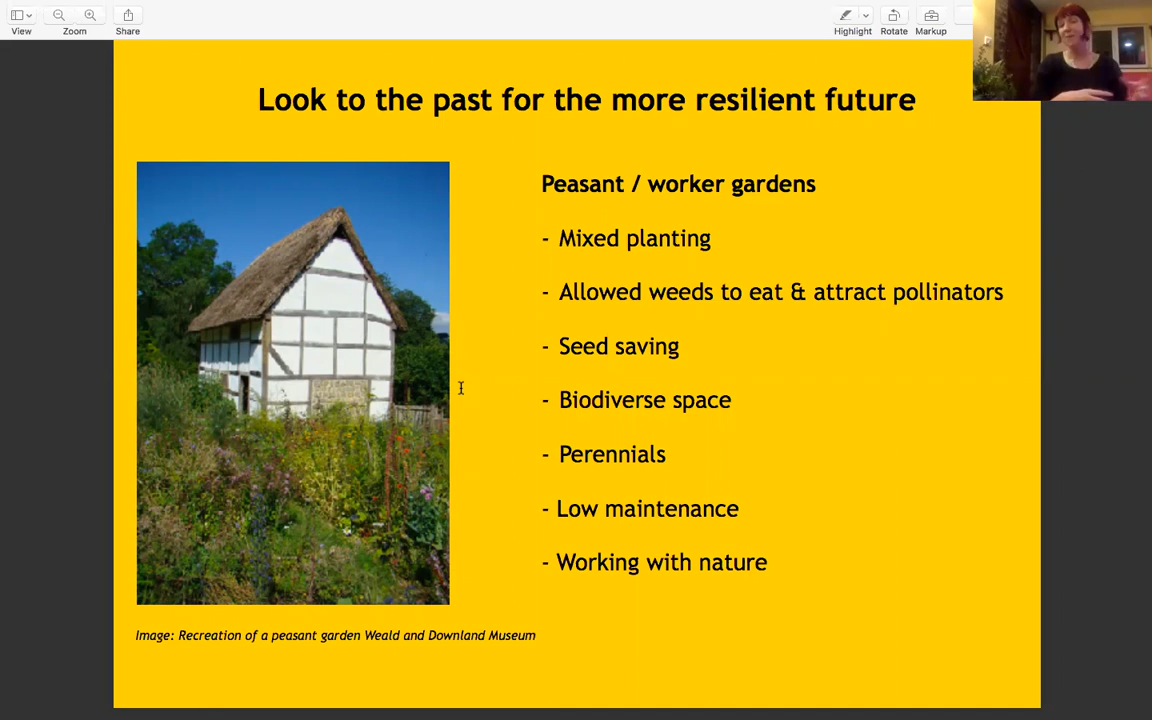 View
Zoom
Share
Highlight
Rotate
Markup
Look to the past for the more resilient future
Peasant / worker gardens
- Mixed planting
- Allowed weeds to eat & attract pollinators
- Seed saving
- Biodiverse space
- Perennials
- Low maintenance
- Working with nature
Image: Recreation of a peasant garden Weald and Downland Museum